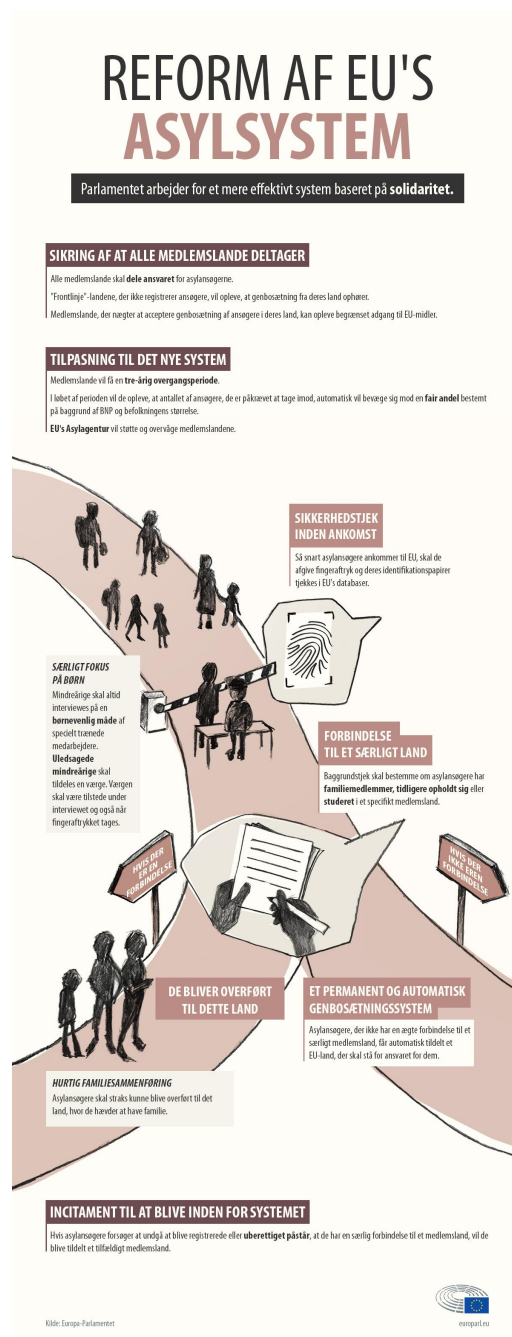 REFORM AF EU'S
ASYLSYSTEM
Parlamentet arbejder for et mere effektivt system baseret på solidaritet.
SIKRING AF AT ALLE MEDLEMSLANDE DELTAGER
Alle medlemslande skal dele ansvaret for asylansøgerne.
"Frontlinje"-landene, der ikke registrerer ansøgere, vil opleve, at genbosætning fra deres land ophører.
Medlemslande, der nægter at acceptere genbosætning af ansøgere i deres land, kan opleve begrænset adgang til EU-midler.
TILPASNING TIL DET NYE SYSTEM
Medlemslande vil få en tre-årig overgangsperiode.
I løbet af perioden vil de opleve, at antallet af ansøgere, de er påkrævet at tage imod, automatisk vil bevæge sig mod en fair andel bestemt
på baggrund af BNP og befolkningens størrelse.
EU's Asylagentur vil støtte og overvåge medlemslandene.
SIKKERHEDSTJEK
INDEN ANKOMST
Så snart asylansøgere ankommer til EU, skal de
afgive fingeraftryk og deres identifikationspapirer
tjekkes i EU's databaser.
SÆRLIGT FOKUS
PÅ BØRN
Mindreårige skal altid
interviewes på en
børnevenlig måde af
specielt trænede
medarbejdere.
Uledsagede
mindreårige skal
tildeles en værge. Værgen
skal være tilstede under
interviewet og også når
fingeraftrykket tages.
FORBINDELSE
TIL ET SÆRLIGT LAND
Baggrundstjek skal bestemme om asylansøgere har
familiemedlemmer, tidligere opholdt sig eller
studeret i et specifikt medlemsland.
HVIS DER
ER EN
FORBINDELSE
HVIS DER
IKKE EREN
FORBINDELSE
DE BLIVER OVERFØRT
TIL DETTE LAND
ET PERMANENT OG AUTOMATISK
GENBOSÆTNINGSSYSTEM
Asylansøgere, der ikke har en ægte forbindelse til et
særligt medlemsland, får automatisk tildelt et
EU-land, der skal stå for ansvaret for dem.
HURTIG FAMILIESAMMENFØRING
Asylansøgere skal straks kunne blive overført til det
land, hvor de hævder at have familie.
INCITAMENT TIL AT BLIVE INDEN FOR SYSTEMET
Hvis asylansøgere forsøger at undgå at blive registrerede eller uberettiget påstår, at de har en særlig forbindelse til et medlemsland, vil de
blive tildelt et tilfældigt medlemsland.
Kilde: Europa-Parlamentet
europarl.eu